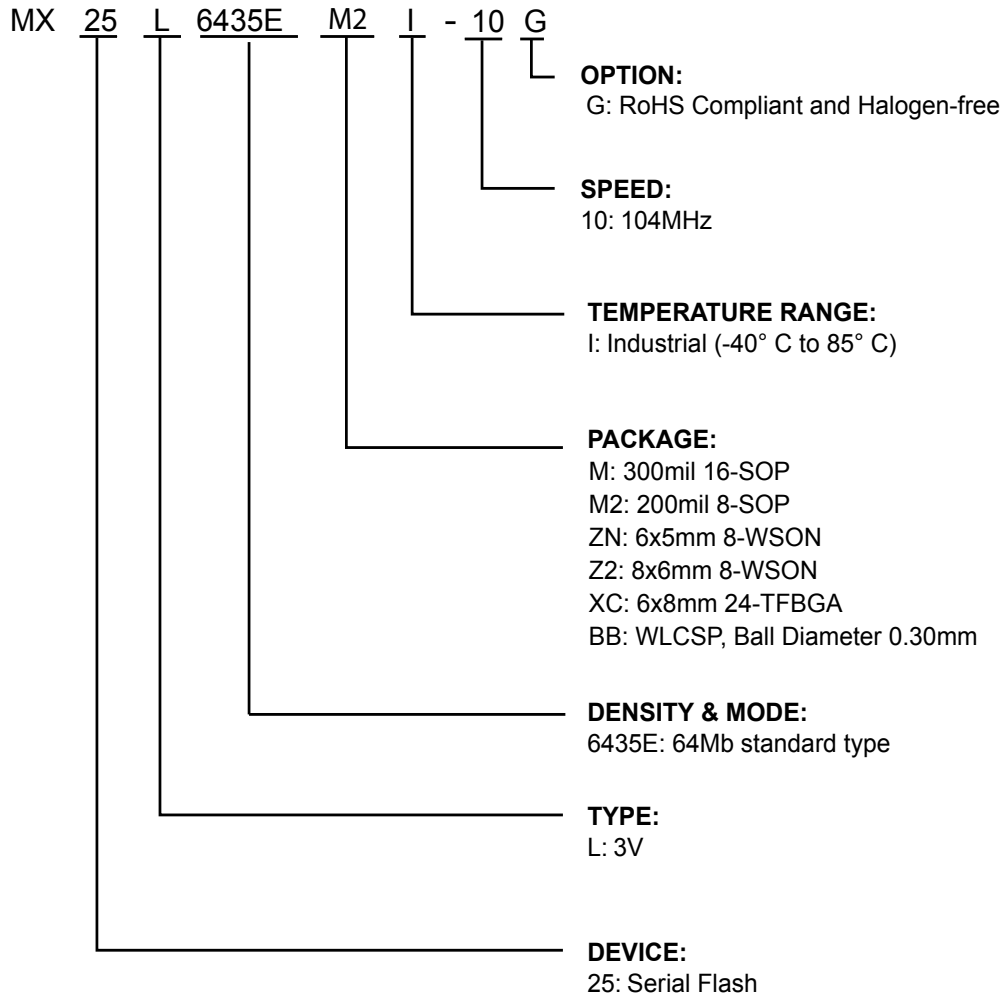 MX 25 L 6435E M2 I - 10 G
OPTION:
G: RoHS Compliant and Halogen-free
SPEED:
10: 104MHz
TEMPERATURE RANGE:
I: Industrial (-40° C to 85° C)
PACKAGE:
M: 300mil 16-SOP
M2: 200mil 8-SOP
ZN: 6x5mm 8-WSON
Z2: 8x6mm 8-WSON
XC: 6x8mm 24-TFBGA
BB: WLCSP, Ball Diameter 0.30mm
DENSITY & MODE:
6435E: 64Mb standard type
TYPE:
L: 3V
DEVICE:
25: Serial Flash